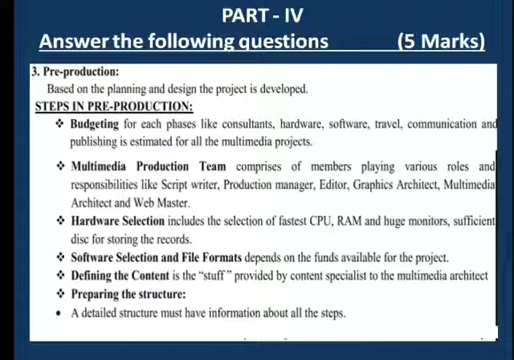 PART - IV
Answer the following questions (5 Marks)
3. Pre-production:
Based on the planning and design the project is developed.
STEPS IN PRE-PRODUCTION:
❖ Budgeting for each phases like consultants, hardware, software, travel, communication and
publishing is estimated for all the multimedia projects.
❖ Multimedia Production Team comprises of members playing various roles and
responsibilities like Script writer, Production manager, Editor, Graphics Architect, Multimedia
Architect and Web Master.
❖ Hardware Selection includes the selection of fastest CPU, RAM and huge monitors, sufficient
disc for storing the records.
❖ Software Selection and File Formats depends on the funds available for the project.
❖ Defining the Content is the “stuff” provided by content specialist to the multimedia architect
❖ Preparing the structure:
• A detailed structure must have information about all the steps.